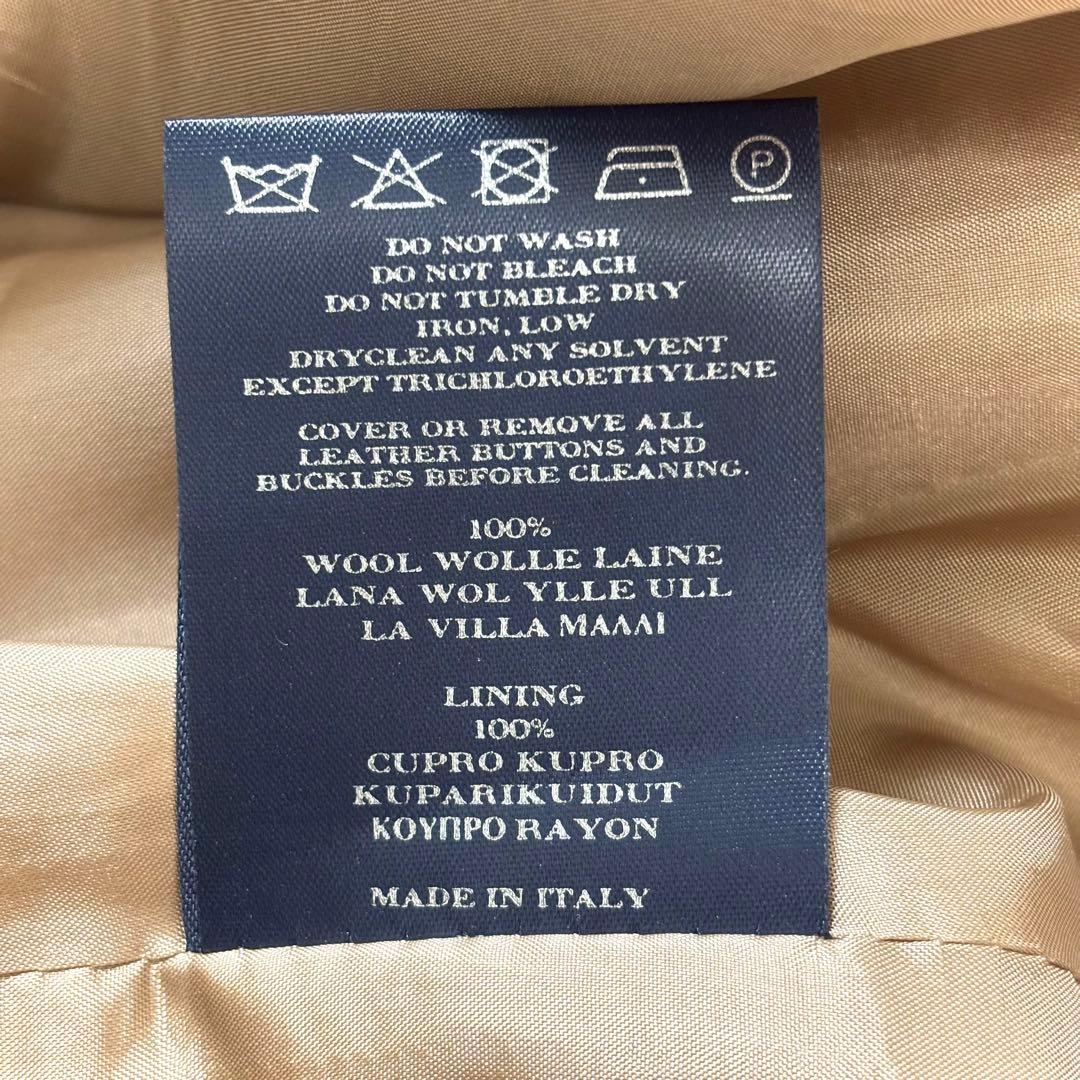 P
DO NOT WASH
DO NOT BLEACH
DO NOT TUMBLE DRY
IRON, LOW
DRYCLEAN ANY SOLVENT
EXCEPT TRICHLOROETHYLENE
COVER OR REMOVE ALL
LEATHER BUTTONS AND
BUCKLES BEFORE CLEANING.
100%
WOOL WOLLE LAINE
LANA WOL YLLE ULL
LA VILLA ΜΑΛΛΙ
LINING
100%
CUPRO KUPRO
KUPARIKUIDUT
ΚΟΥΠΡΟ RAYON
MADE IN ITALY